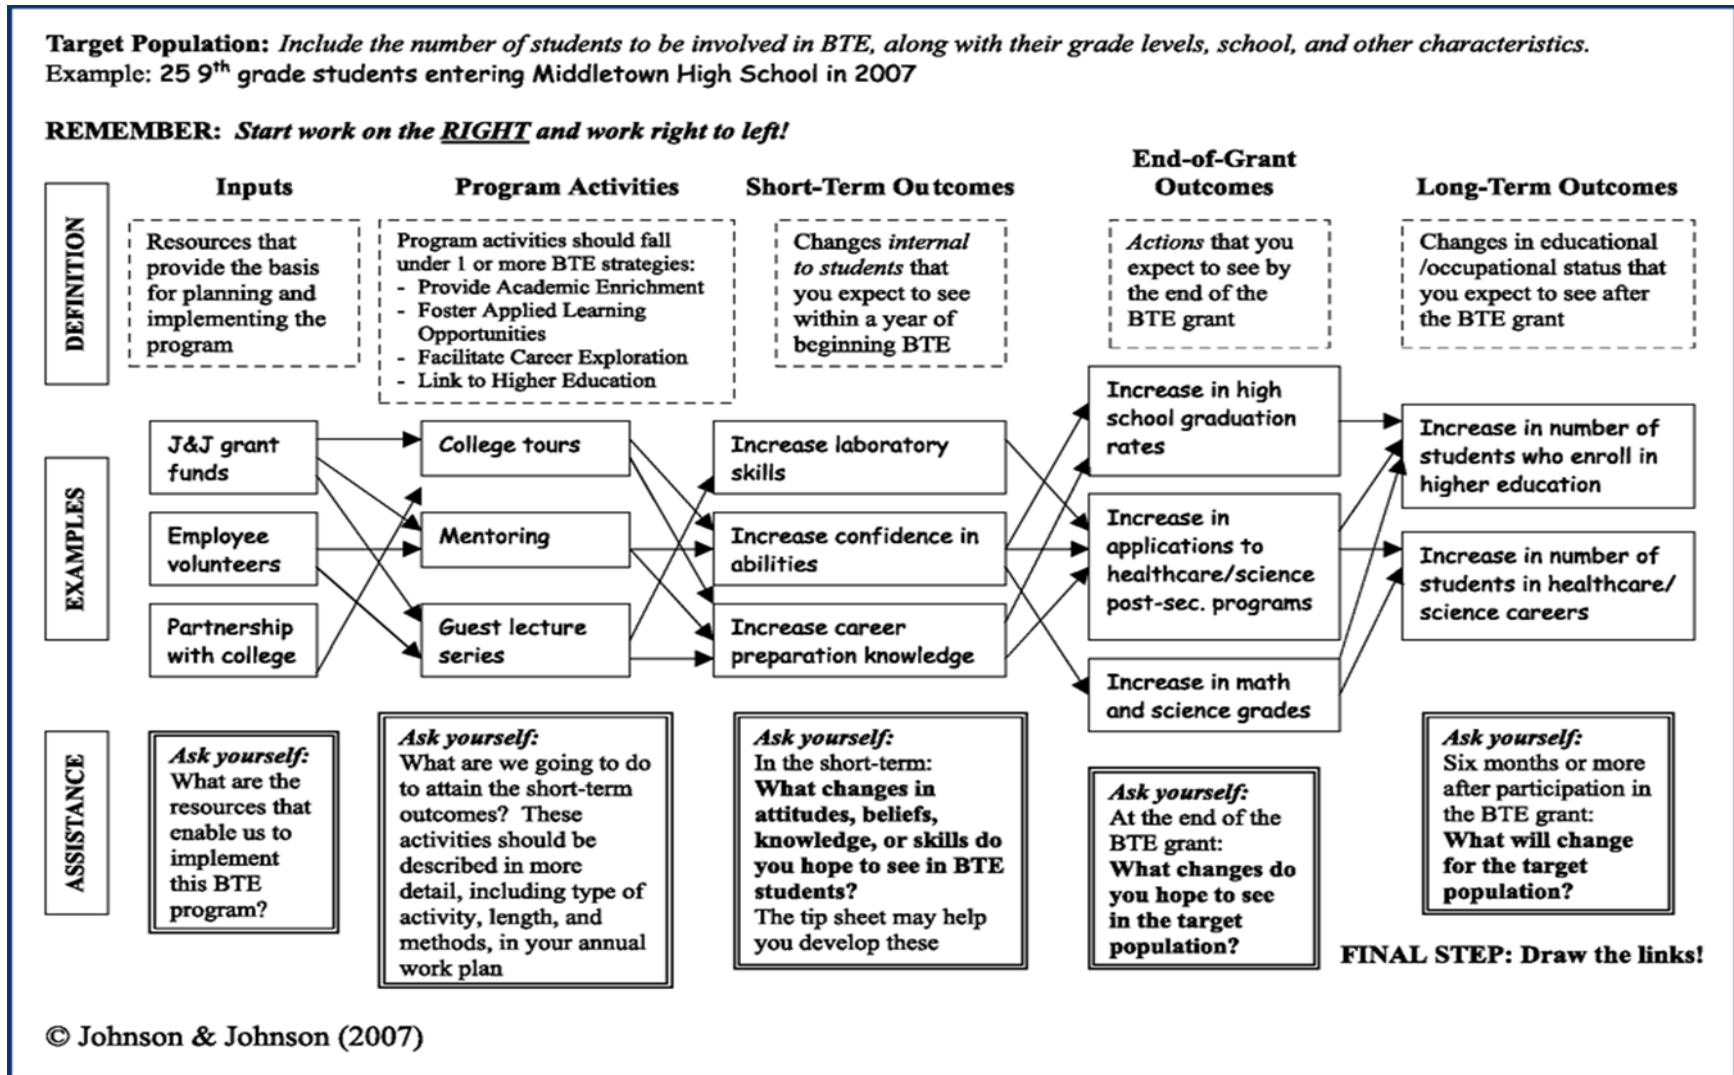 Target Population: Include the number of students to be involved in BTE, along with their grade levels, school, and other characteristics.
Example: 25 9th grade students entering Middletown High School in 2007
REMEMBER: Start work on the RIGHT and work right to left!
Inputs
Program Activities
Short-Term Outcomes
End-of-Grant
Outcomes
Long-Term Outcomes
DEFINITION
Resources that
provide the basis
for planning and
implementing the
program
Program activities should fall
under 1 or more BTE strategies:
- Provide Academic Enrichment
- Foster Applied Learning
Opportunities
- Facilitate Career Exploration
- Link to Higher Education
Changes internal
to students that
you expect to see
within a year of
beginning BTE
Actions that you
expect to see by
the end of the
BTE grant
Changes in educational
/occupational status that
you expect to see after
the BTE grant
EXAMPLES
J&J grant
funds
Employee
volunteers
Partnership
with college
College tours
Mentoring
Guest lecture
series
Increase laboratory
skills
Increase confidence in
abilities
Increase career
preparation knowledge
Increase in high
school graduation
rates
Increase in
applications to
healthcare/science
post-sec. programs
Increase in math
and science grades
Increase in number of
students who enroll in
higher education
Increase in number of
students in healthcare/
science careers
ASSISTANCE
Ask yourself:
What are the
resources that
enable us to
implement
this BTE
program?
Ask yourself:
What are we going to do
to attain the short-term
outcomes? These
activities should be
described in more
detail, including type of
activity, length, and
methods, in your annual
work plan
Ask yourself:
In the short-term:
What changes in
attitudes, beliefs,
knowledge, or skills do
you hope to see in BTE
students?
The tip sheet may help
you develop these
Ask yourself:
At the end of the
BTE grant:
What changes do
you hope to see
in the target
population?
Ask yourself:
Six months or more
after participation in
the BTE grant:
What will change
for the target
population?
FINAL STEP: Draw the links!
© Johnson & Johnson (2007)